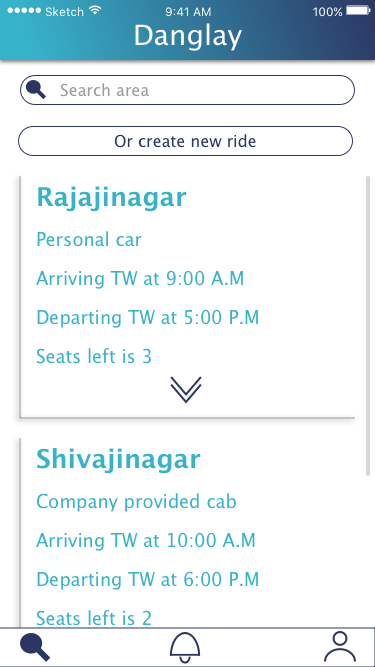 Sketch 9:41 AM 100%
Danglay
Search area
Or create new ride
Rajajinagar
Personal car
Arriving TW at 9:00 A.M
Departing TW at 5:00 P.M
Seats left is 3
Shivajinagar
Company provided cab
Arriving TW at 10:00 A.M
Departing TW at 6:00 P.M
Seats left is 2